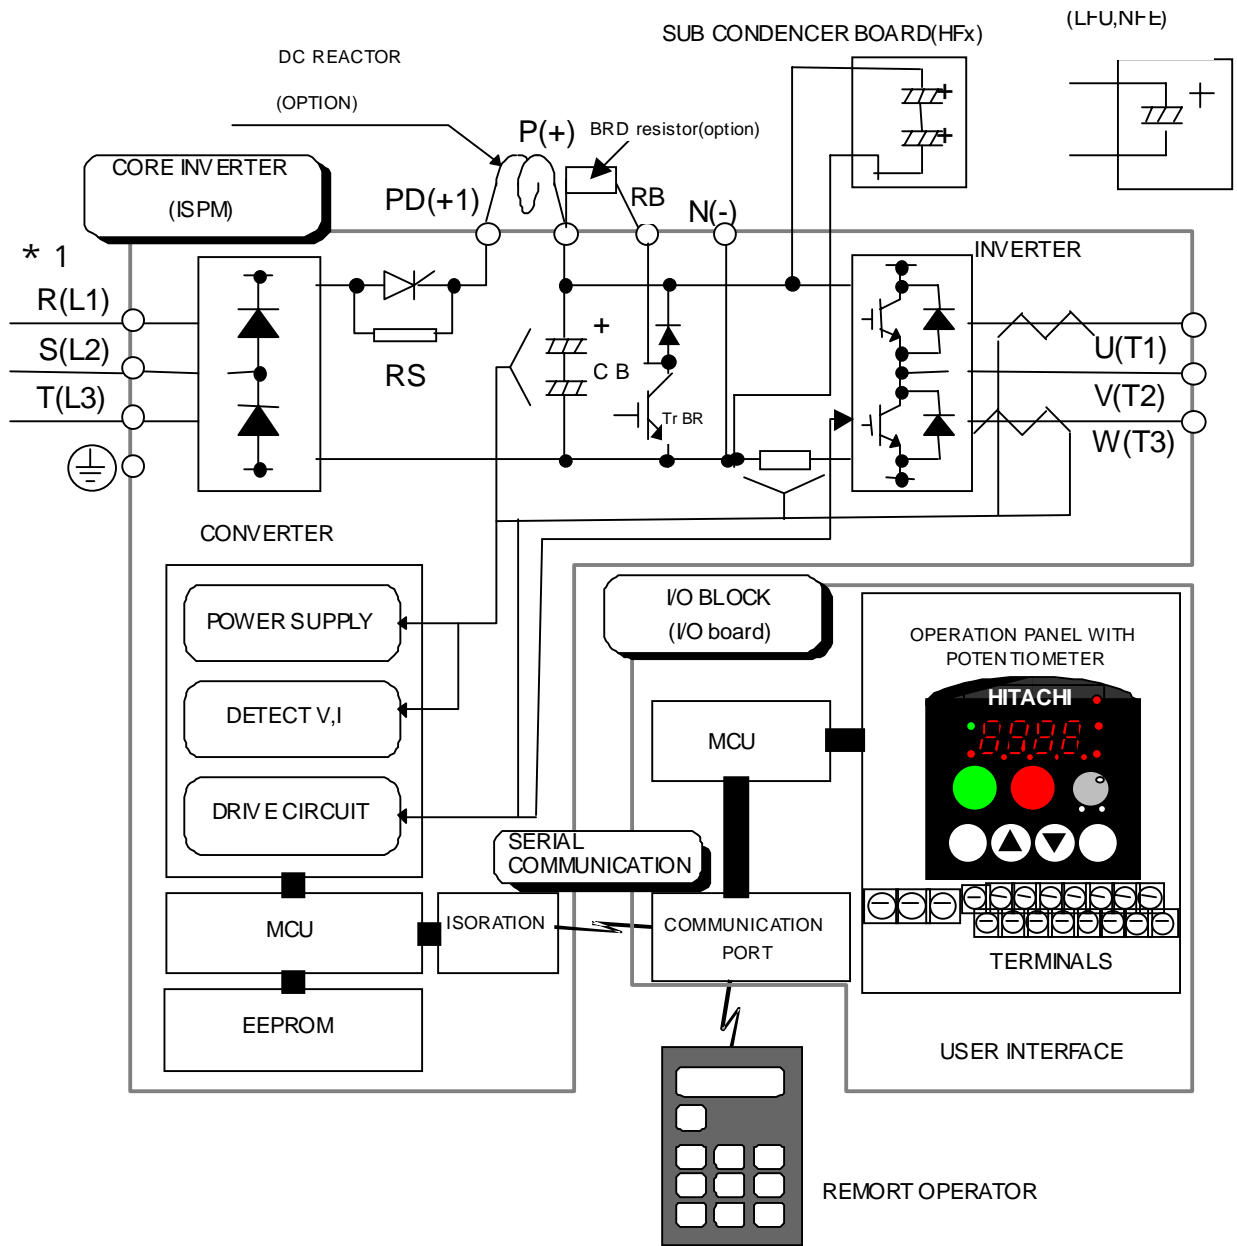 (LFU,NFE)
SUB CONDENCER BOARD(HFx)
DC REACTOR
(OPTION)
P(+)
BRD resistor(option)
CORE INVERTER
(ISPM)
PD(+1)
RB
N(-)
* 1
INVERTER
R(L1)
S(L2)
T(L3)
+
+
+
+
RS
C B
Tr BR
U(T1)
V(T2)
W(T3)
CONVERTER
POWER SUPPLY
DETECT V,I
DRIVE CIRCUIT
I/O BLOCK
(I/O board)
OPERATION PANEL WITH
POTENTIOMETER
HITACHI
8888
MCU
SERIAL
COMMUNICATION
MCU
ISORATION
COMMUNICATION
PORT
TERMINALS
EEPROM
USER INTERFACE
REMORT OPERATOR